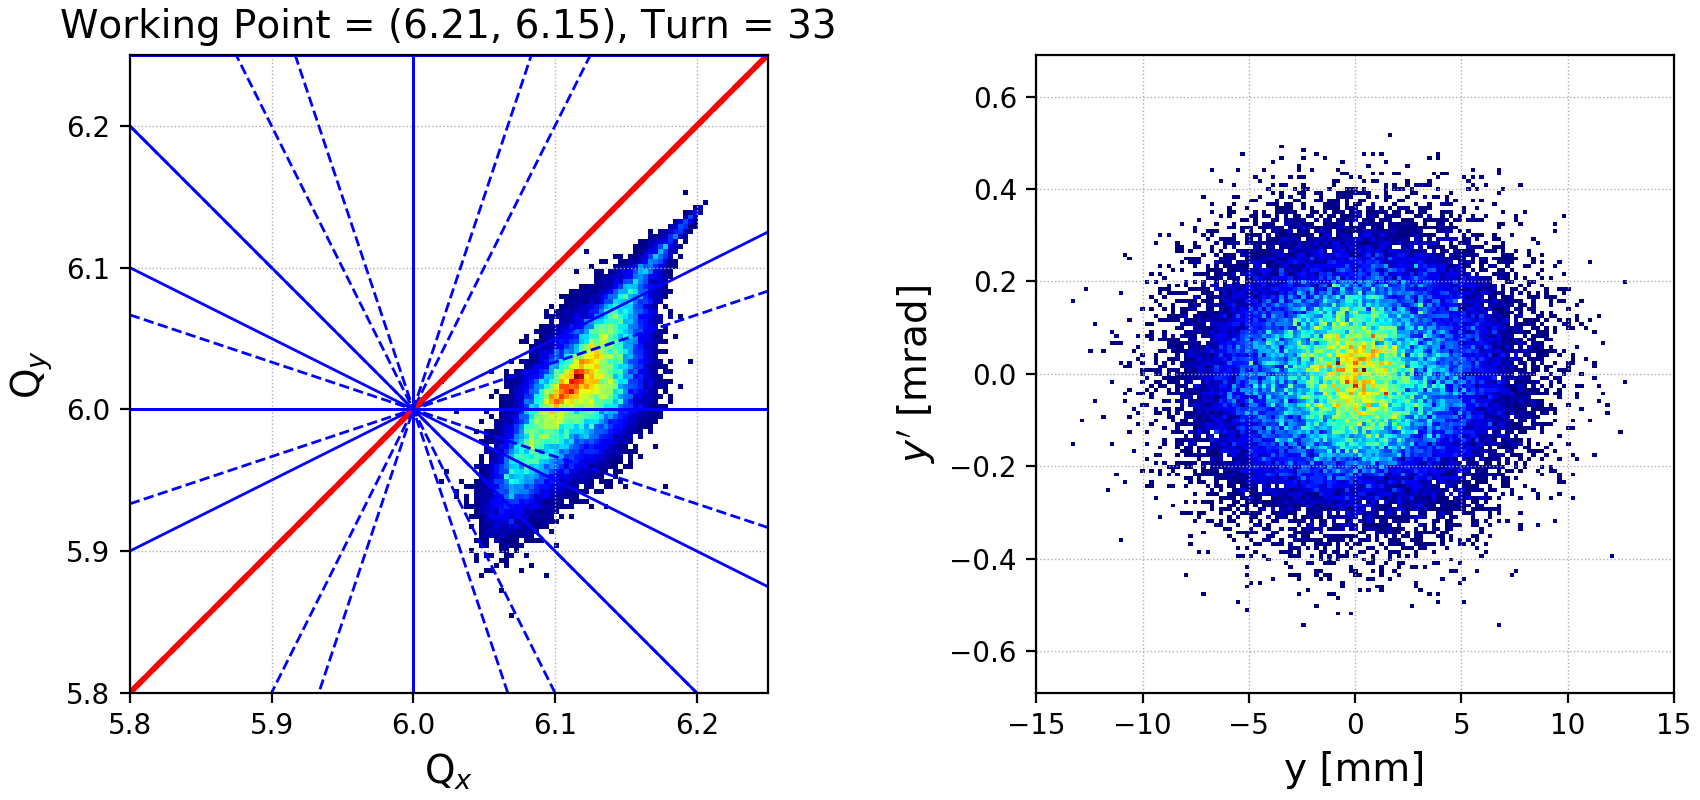 Working Point = (6.21, 6.15), Turn = 33
6.2
6.1
6.0
5.9
5.8
Q_y
5.8 5.9 6.0 6.1 6.2
Q_x
0.6
0.4
0.2
0.0
−0.2
−0.4
−0.6
y′ [mrad]
−15 −10 −5 0 5 10 15
y [mm]